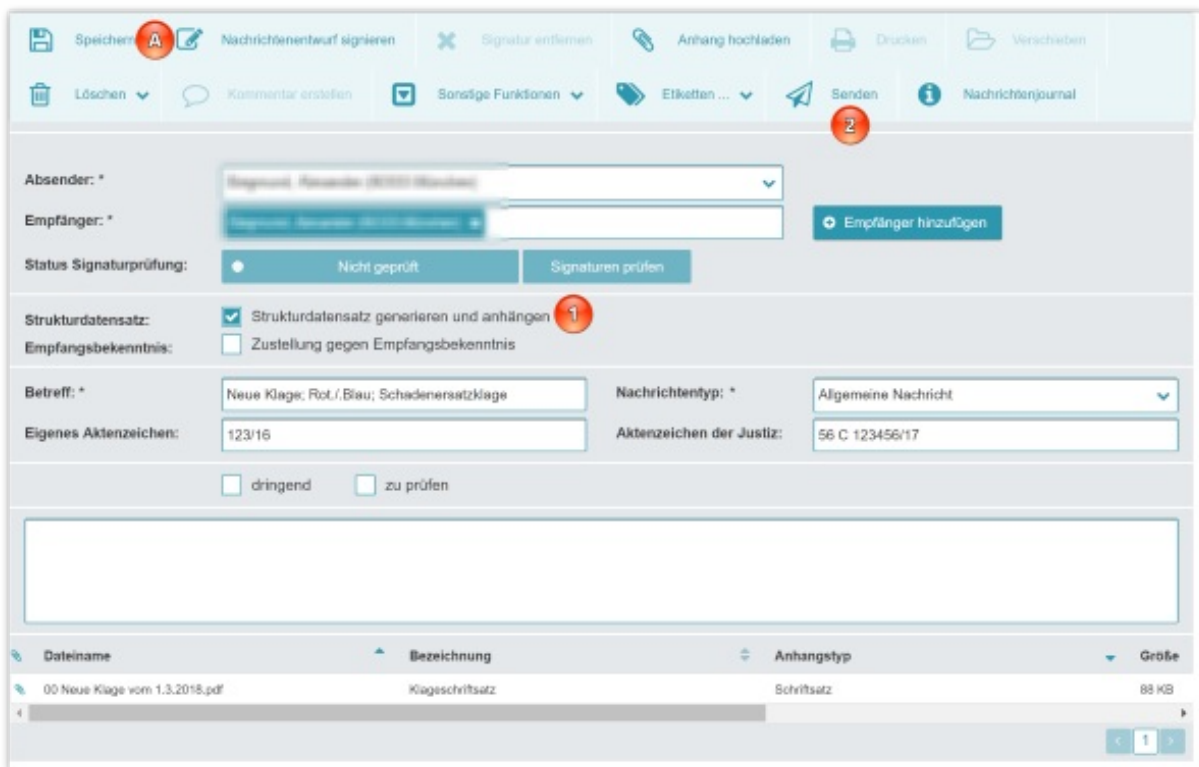 Speichern A Nachrichtenentwurf signieren Signatur entfernen Anhang hochladen Drucken Verschieben
Löschen Kommentar erstellen Sonstige Funktionen Etiketten ... Senden Nachrichtenjournal
2
Absender: *
Empfänger: * Empfänger hinzufügen
Status Signaturprüfung: Nicht geprüft Signaturen prüfen
Strukturdatensatz: Strukturdatensatz generieren und anhängen 1
Empfangsbekenntnis: Zustellung gegen Empfangsbekenntnis
Betreff: * Neue Klage; Rot./.Blau; Schadenersatzklage Nachrichtentyp: * Allgemeine Nachricht
Eigenes Aktenzeichen: 123/16 Aktenzeichen der Justiz: 56 C 123456/17
dringend zu prüfen
Dateiname Bezeichnung Anhangstyp Größe
00 Neue Klage vom 1.3.2018.pdf Klageschriftsatz Schriftsatz 88 KB
< 1 >